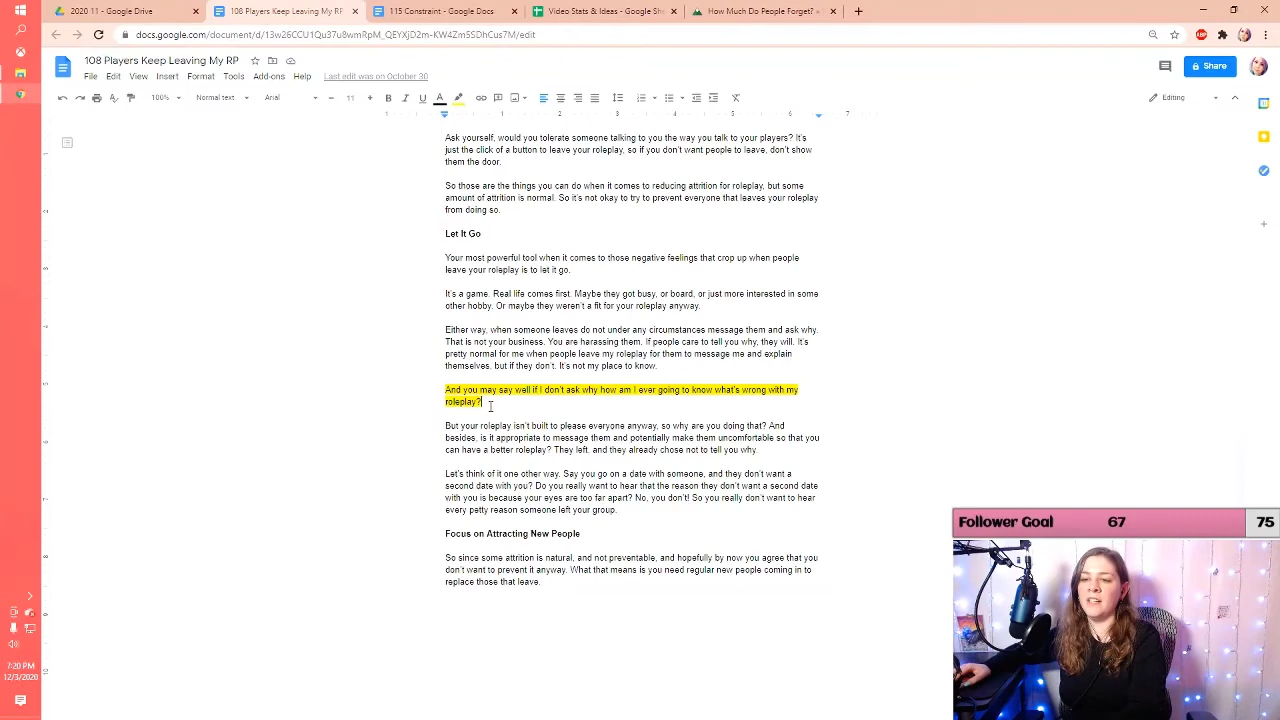 2020 11 - Google Drive
108 Players Keep Leaving My RP
115 Constraint - Google Docs
Video Stats & Ideas - Google She
How Much Do People Forget? »
docs.google.com/document/d/13w26CCU1Qu37u8wmRpM_QEYXjD2m-KW4Zm5SDhCus7M/edit
108 Players Keep Leaving My RP
File Edit View Insert Format Tools Add-ons Help Last edit was on October 30
Share
100% Normal text Arial 11 Editing
1 1 2 3 4 5 6 7
Ask yourself, would you tolerate someone talking to you the way you talk to your players? It's
just the click of a button to leave your roleplay, so if you don't want people to leave, don't show
them the door.
So those are the things you can do when it comes to reducing attrition for roleplay, but some
amount of attrition is normal. So it's not okay to try to prevent everyone that leaves your roleplay
from doing so.
Let It Go
Your most powerful tool when it comes to those negative feelings that crop up when people
leave your roleplay is to let it go.
It's a game. Real life comes first. Maybe they got busy, or board, or just more interested in some
other hobby. Or maybe they weren't a fit for your roleplay anyway.
Either way, when someone leaves do not under any circumstances message them and ask why.
That is not your business. You are harassing them. If people care to tell you why, they will. It's
pretty normal for me when people leave my roleplay for them to message me and explain
themselves, but if they don't. It's not my place to know.
And you may say well if I don't ask why how am I ever going to know what's wrong with my
roleplay?
But your roleplay isn't built to please everyone anyway, so why are you doing that? And
besides, is it appropriate to message them and potentially make them uncomfortable so that you
can have a better roleplay? They left, and they already chose not to tell you why.
Let's think of it one other way. Say you go on a date with someone, and they don't want a
second date with you? Do you really want to hear that the reason they don't want a second date
with you is because your eyes are too far apart? No, you don't! So you really don't want to hear
every petty reason someone left your group.
Focus on Attracting New People
So since some attrition is natural, and not preventable, and hopefully by now you agree that you
don't want to prevent it anyway. What that means is you need regular new people coming in to
replace those that leave.
Follower Goal 67 75
7:20 PM
12/3/2020